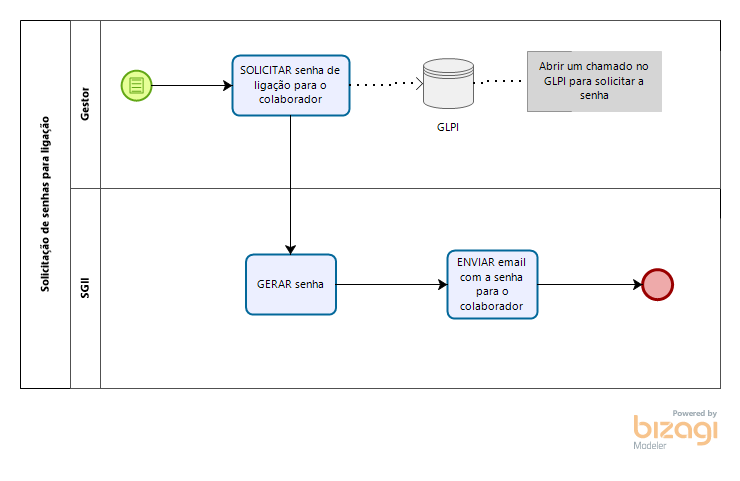 Solicitação de senhas para ligação
Gestor
SOLICITAR senha de
ligação para o
colaborador
GLPI
Abrir um chamado no
GLPI para solicitar a
senha
SGII
GERAR senha
ENVIAR email
com a senha
para o
colaborador
Powered by
bizagi
Modeler